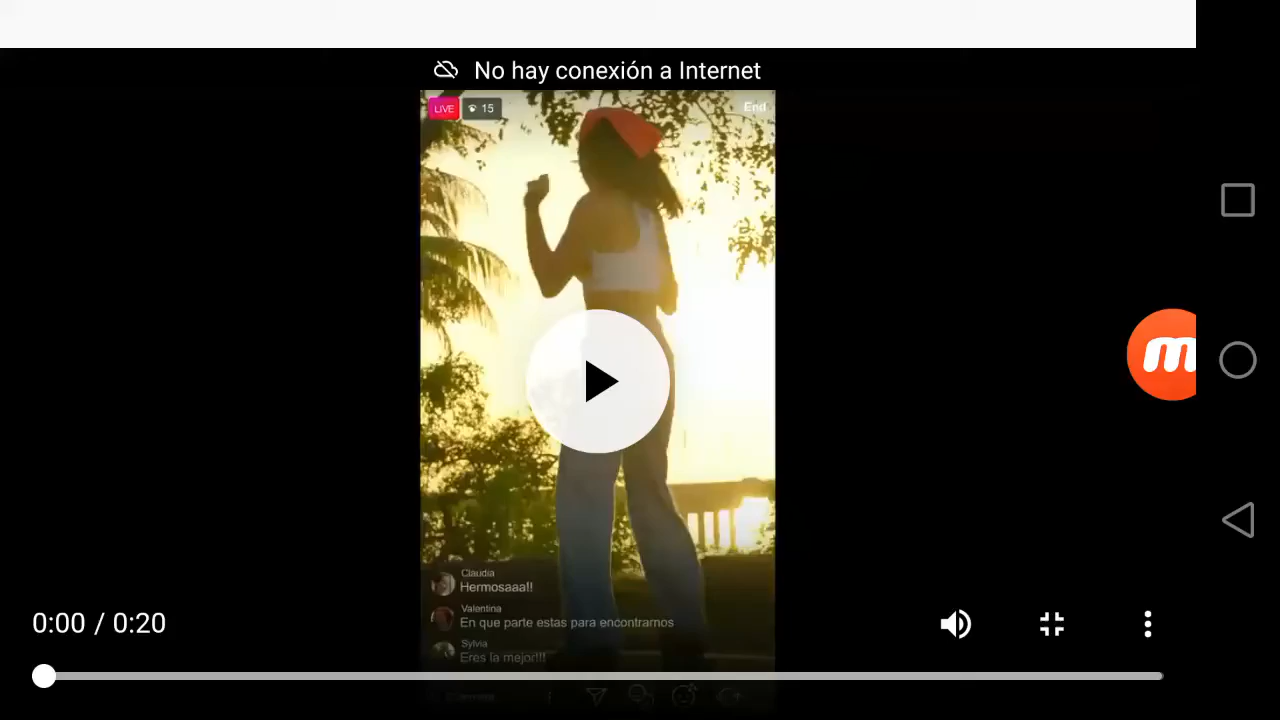 No hay conexión a Internet
LIVE 15 End
Claudia
Hermosaaa!!
Valentina
En que parte estas para encontrarnos
Sylvia
Eres la mejor!!!
0:00 / 0:20
m